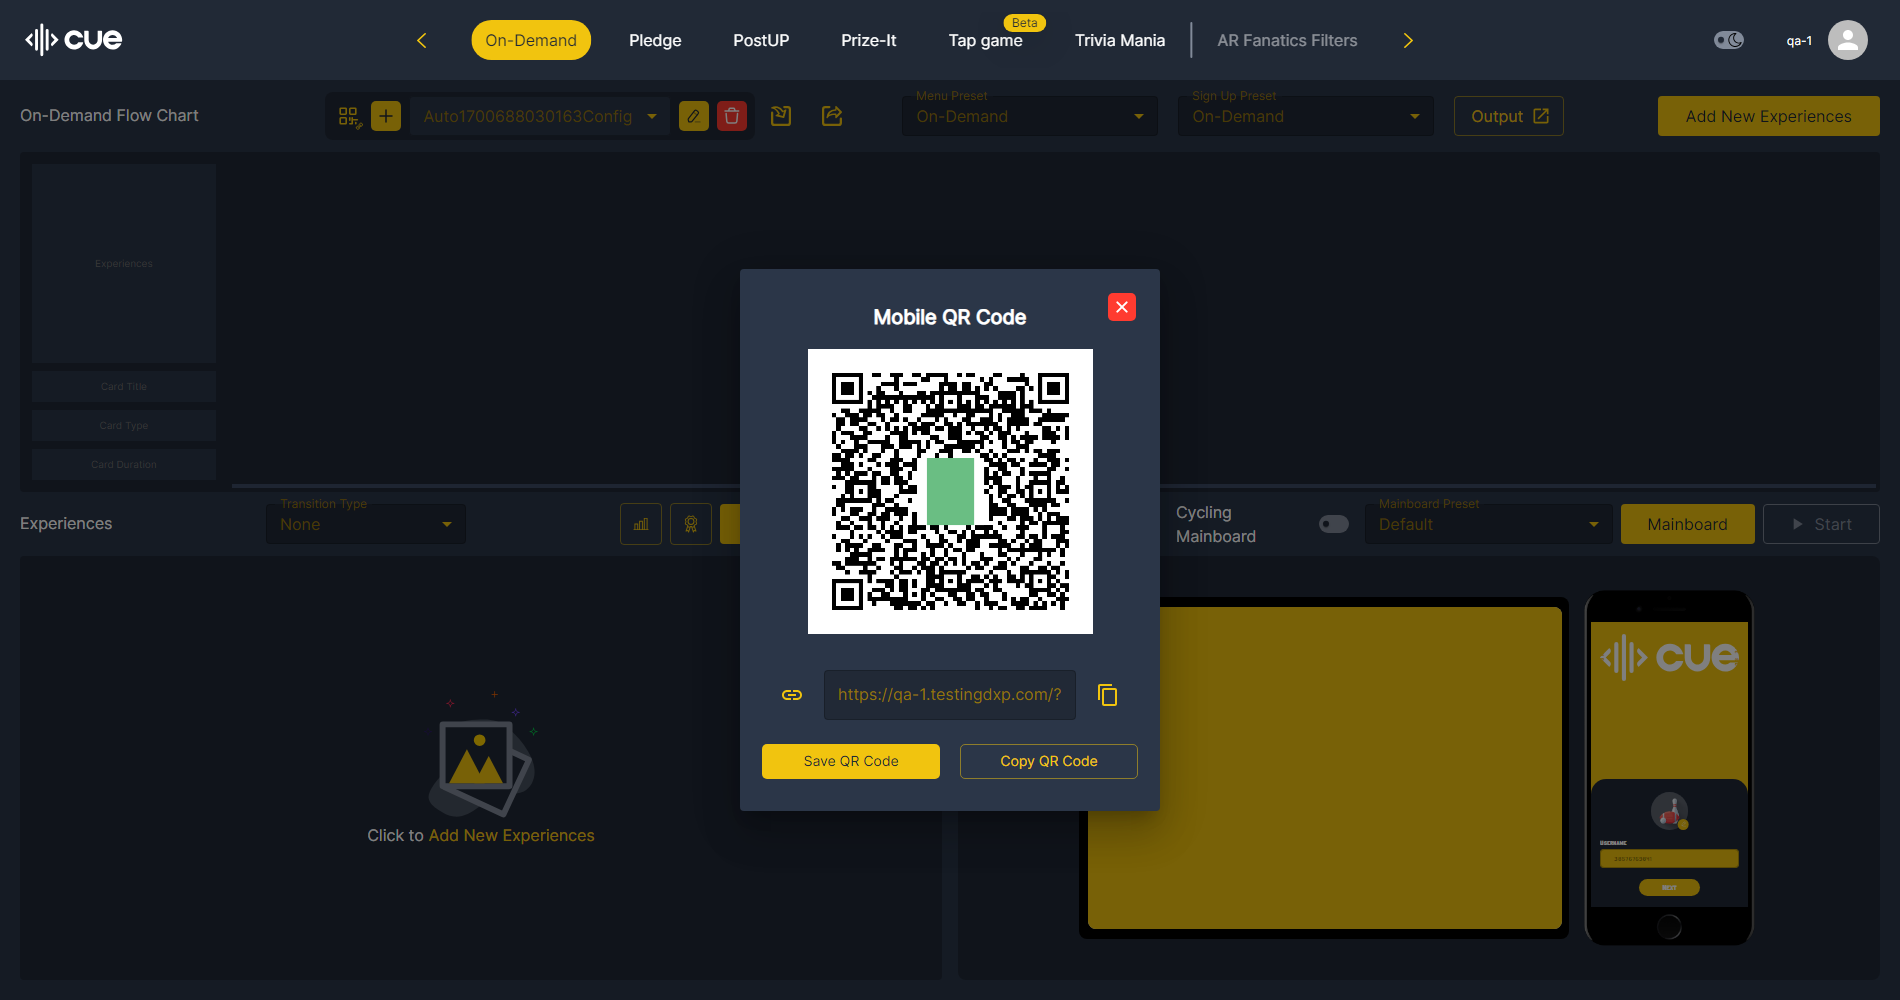 cue
On-Demand
Pledge
PostUP
Prize-It
Tap game
Beta
Trivia Mania
AR Fanatics Filters
qa-1
On-Demand Flow Chart
Auto1700688030163Config
Menu Preset
On-Demand
Sign Up Preset
On-Demand
Output
Add New Experiences
Experiences
Card Title
Card Type
Card Duration
Mobile QR Code
https://qa-1.testingdxp.com/?
Save QR Code
Copy QR Code
Experiences
Transition Type
None
Cycling
Mainboard
Mainboard Preset
Default
Mainboard
Start
Click to Add New Experiences
cue
USERNAME
NEXT